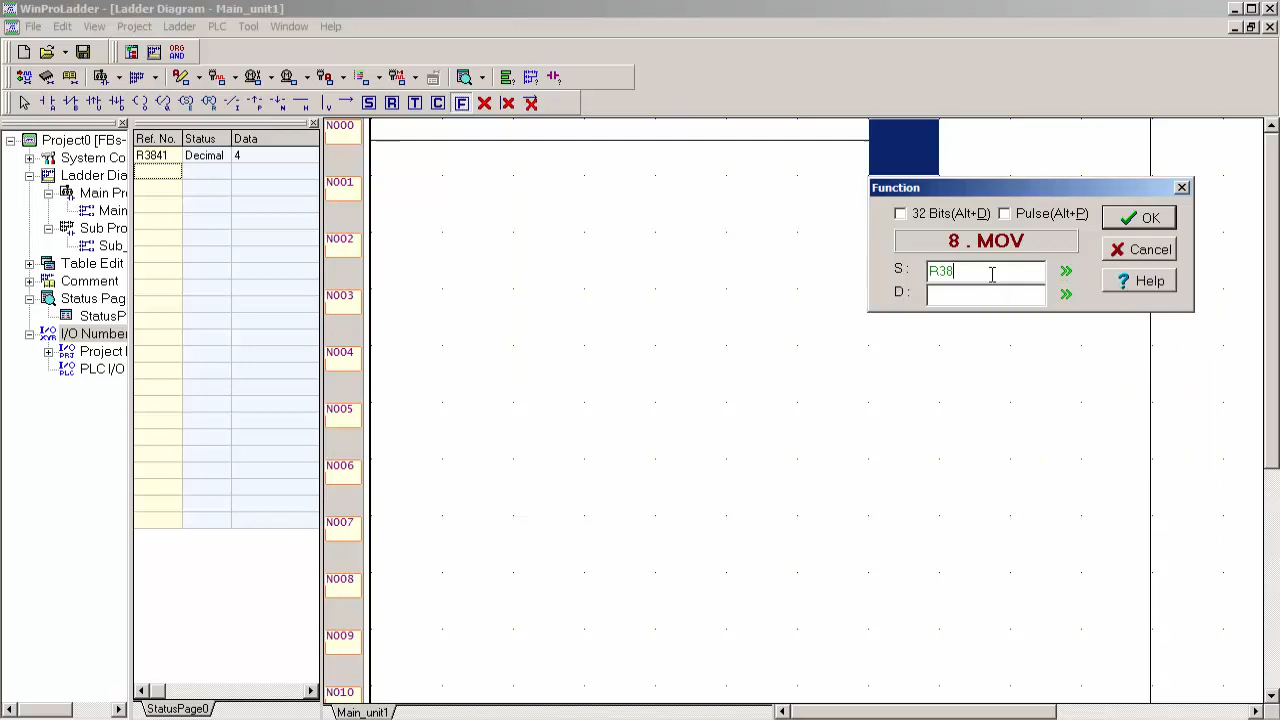 WinProLadder - [Ladder Diagram - Main_unit1]
File Edit View Project Ladder Tool Window Help
ORG
AND
S R T C F
Project0 [FBs-
System Co
Ladder Dia
Main Pr
Main
Sub Pro
Sub_
Table Edit
Comment
Status Pag
StatusP
I/O Number
Project I
PLC I/O
Ref. No. Status Data
R3841 Decimal 4
N000
N001
N002
N003
N004
N005
N006
N007
N008
N009
N010
Function
32 Bits(Alt+D) Pulse(Alt+P) OK
8 . MOV
Cancel
S : R38
D :
Help
StatusPage0
Main_unit1